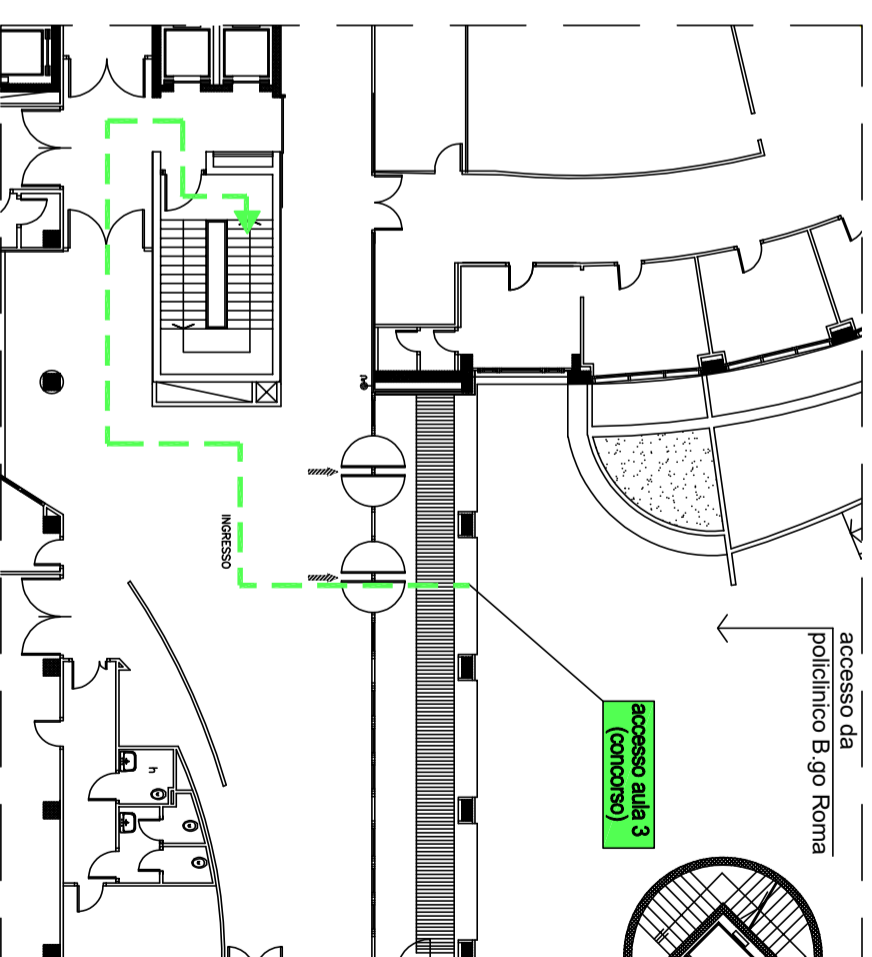 INGRESSO
accesso da
policlinico B.go Roma
accesso aula 3
(concorso)
h